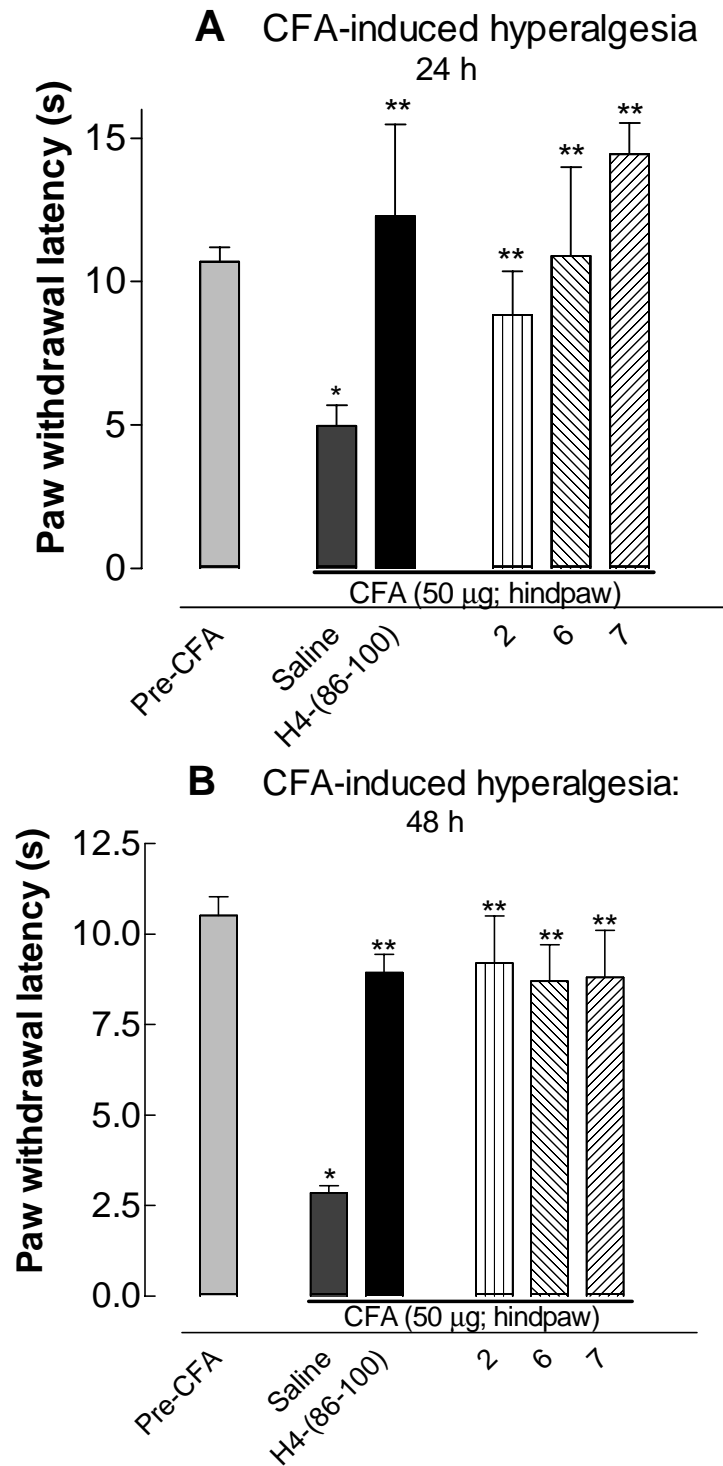 A CFA-induced hyperalgesia
24 h
Paw withdrawal latency (s)
15
10
5
0
**
*
**
**
**
CFA (50 µg; hindpaw)
Pre-CFA
Saline
H4-(86-100)
2
6
7
B CFA-induced hyperalgesia:
48 h
Paw withdrawal latency (s)
12.5
10.0
7.5
5.0
2.5
0.0
*
**
**
**
**
CFA (50 µg; hindpaw)
Pre-CFA
Saline
H4-(86-100)
2
6
7